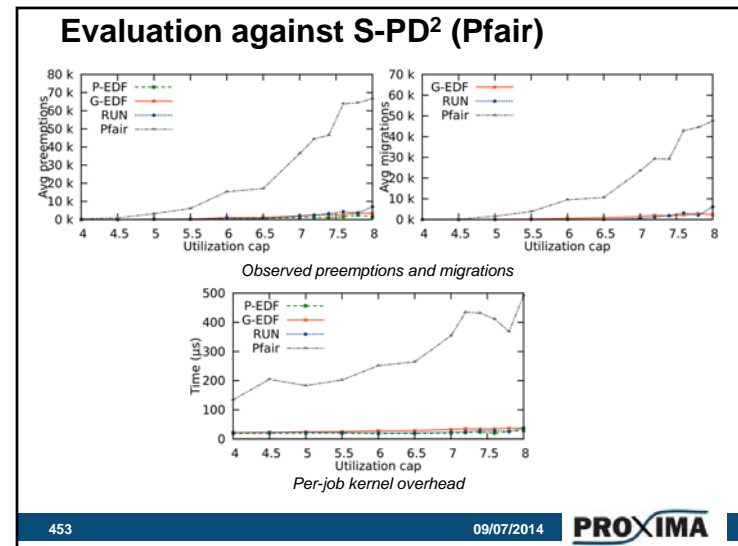 Evaluation against S-PD² (Pfair)
80 k
70 k
60 k
50 k
40 k
30 k
20 k
10 k
0 k
Avg preemptions
P-EDF
G-EDF
RUN
Pfair
4 4.5 5 5.5 6 6.5 7 7.5 8
Utilization cap
70 k
60 k
50 k
40 k
30 k
20 k
10 k
0 k
Avg migrations
G-EDF
RUN
Pfair
4 4.5 5 5.5 6 6.5 7 7.5 8
Utilization cap
Observed preemptions and migrations
500
400
300
200
100
0
Time (µs)
P-EDF
G-EDF
RUN
Pfair
4 4.5 5 5.5 6 6.5 7 7.5 8
Utilization cap
Per-job kernel overhead
453 09/07/2014 PROXIMA